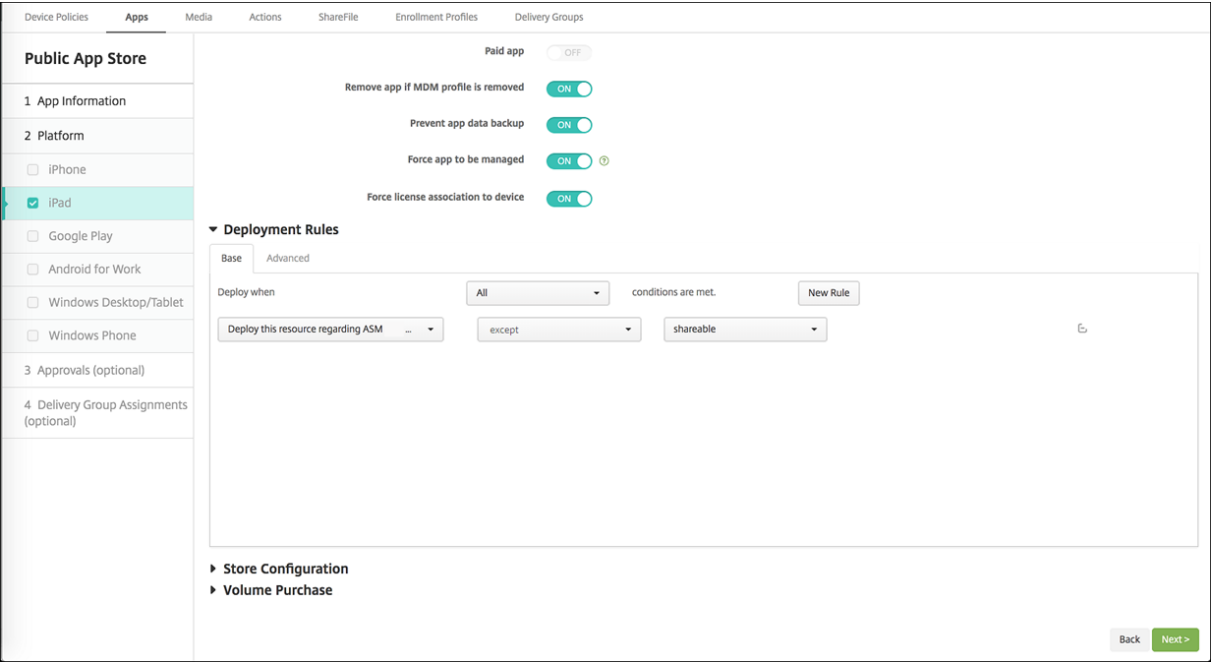 Device Policies Apps Media Actions ShareFile Enrollment Profiles Delivery Groups
Public App Store
1 App Information
2 Platform
iPhone
iPad
Google Play
Android for Work
Windows Desktop/Tablet
Windows Phone
3 Approvals (optional)
4 Delivery Group Assignments
(optional)
Paid app OFF
Remove app if MDM profile is removed ON
Prevent app data backup ON
Force app to be managed ON ?
Force license association to device ON
Deployment Rules
Base Advanced
Deploy when All conditions are met. New Rule
Deploy this resource regarding ASM ... except shareable
Store Configuration
Volume Purchase
Back Next >